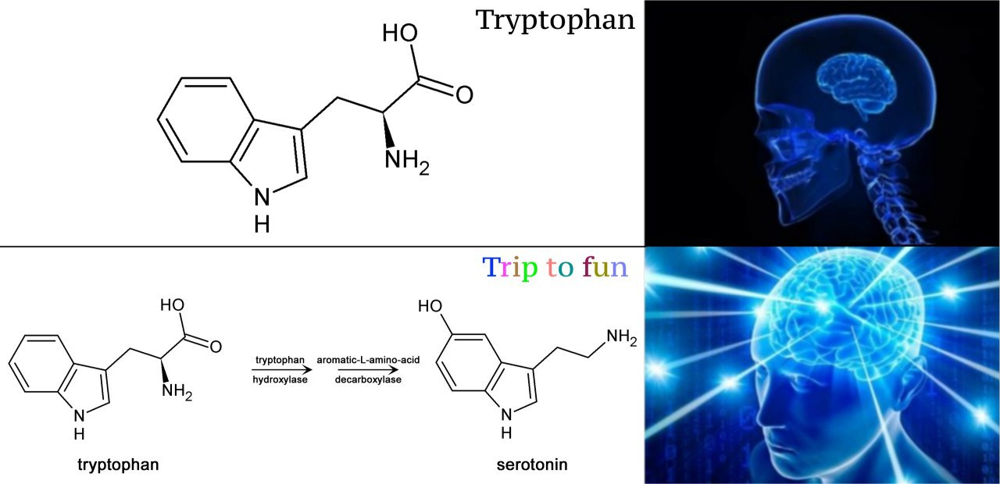 Tryptophan
HO
O
NH2
N
H
Trip to fun
HO
O
NH2
N
H
tryptophan
hydroxylase
aromatic-L-amino-acid
decarboxylase
HO
NH2
N
H
tryptophan
serotonin